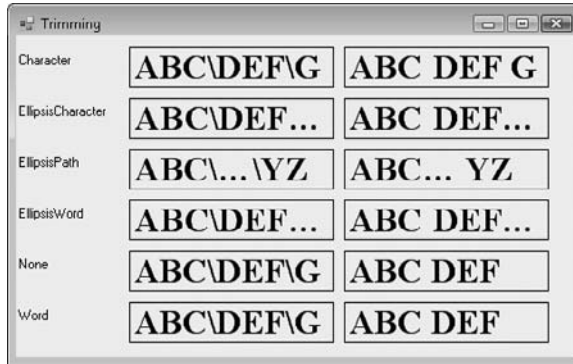 Trimming
Character ABC\DEF\G ABC DEF G
EllipsisCharacter ABC\DEF... ABC DEF...
EllipsisPath ABC\...\YZ ABC... YZ
EllipsisWord ABC\DEF... ABC DEF...
None ABC\DEF\G ABC DEF
Word ABC\DEF\G ABC DEF